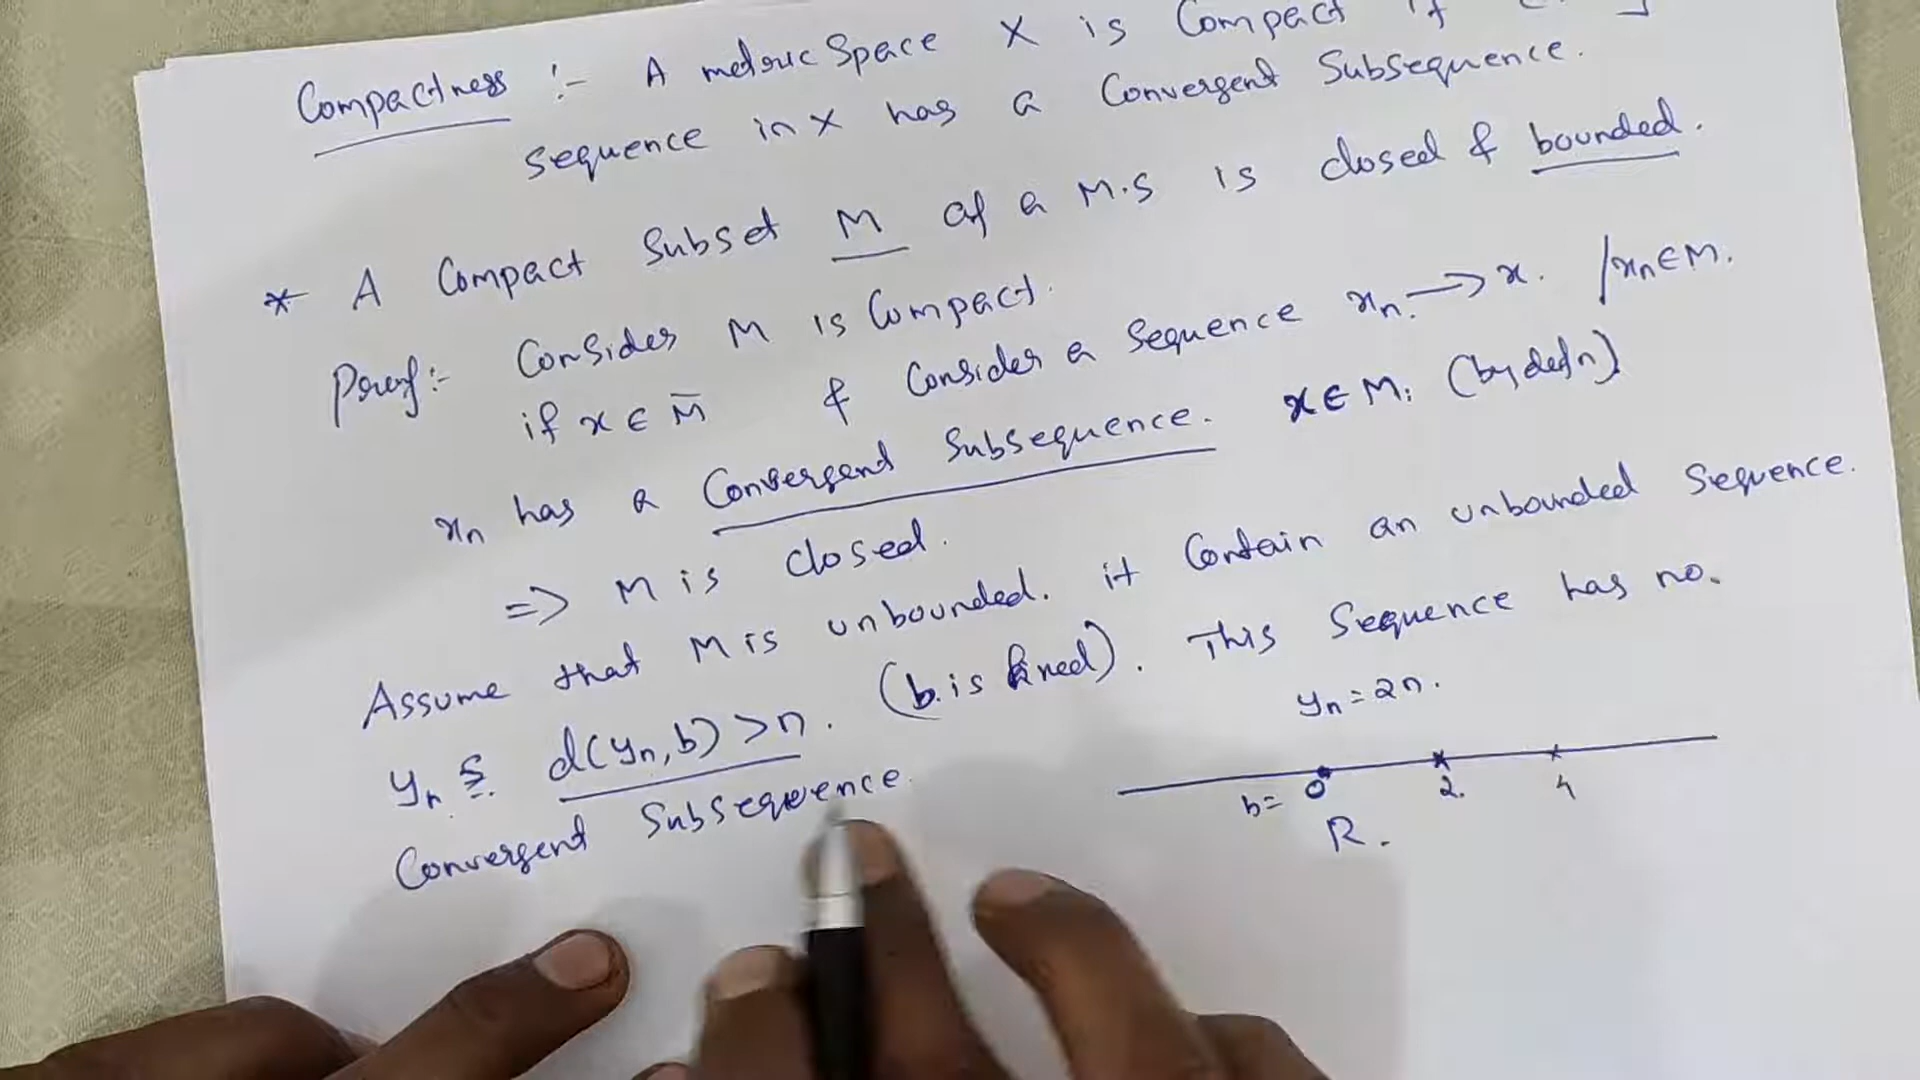 Compactness :- A metric Space X is Compact if
sequence in X has a Convergent Subsequence.
* A Compact Subset M of a M.S is closed & bounded.
Proof:- Consider M is Compact.
if x ∈ M̄ & Consider a Sequence xn → x. /xn ∈ M.
xn has a Convergent Subsequence. x ∈ M. (by defn)
=> M is closed.
Assume that M is unbounded. it Contain an unbounded Sequence.
yn ∋ d(yn, b) > n. (b is fixed). This Sequence has no.
Convergent Subsequence.
yn = 2n.
b= 0 2. 4
R.